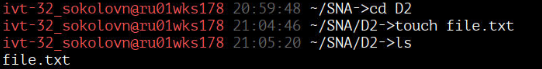 ivt-32_sokolovn@ru01wks178 20:59:48 ~/SNA->cd D2
ivt-32_sokolovn@ru01wks178 21:04:46 ~/SNA/D2->touch file.txt
ivt-32_sokolovn@ru01wks178 21:05:20 ~/SNA/D2->ls
file.txt